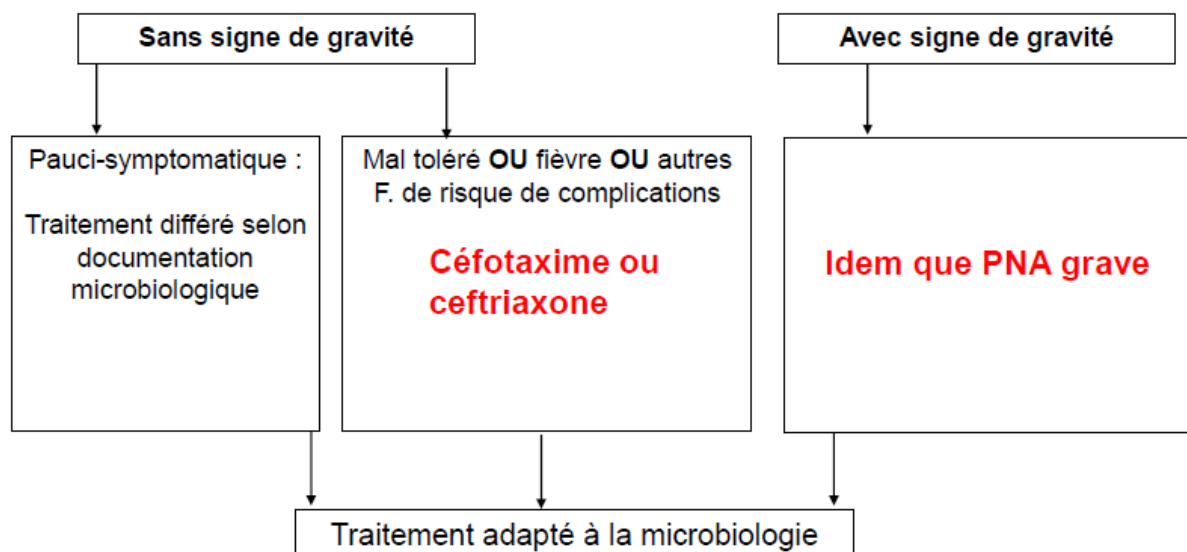 Sans signe de gravité
Avec signe de gravité
Pauci-symptomatique :
Traitement différé selon
documentation
microbiologique
Mal toléré OU fièvre OU autres
F. de risque de complications
Céfotaxime ou
ceftriaxone
Idem que PNA grave
Traitement adapté à la microbiologie